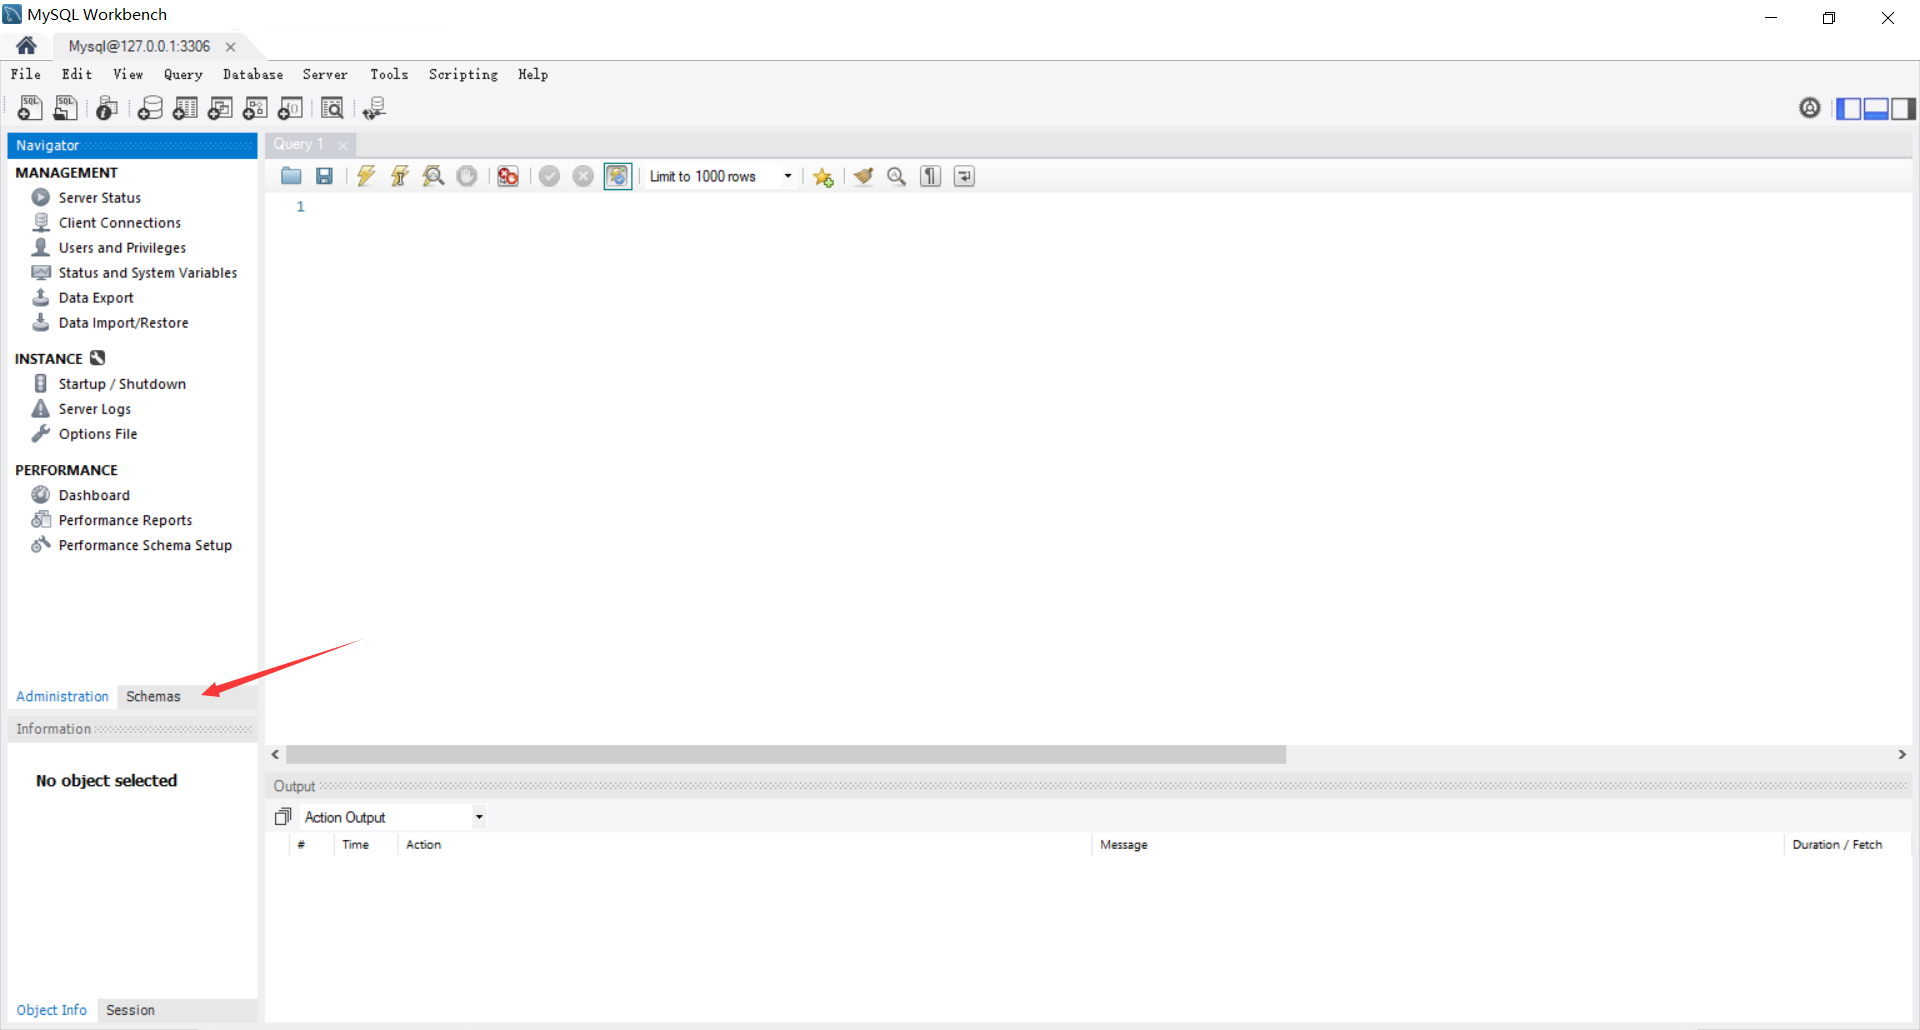 MySQL Workbench
Mysql@127.0.0.1:3306
File Edit View Query Database Server Tools Scripting Help
Navigator
MANAGEMENT
Server Status
Client Connections
Users and Privileges
Status and System Variables
Data Export
Data Import/Restore
INSTANCE
Startup / Shutdown
Server Logs
Options File
PERFORMANCE
Dashboard
Performance Reports
Performance Schema Setup
Administration Schemas
Information
No object selected
Object Info Session
Query 1
Limit to 1000 rows
1
Output
Action Output
# Time Action Message Duration / Fetch